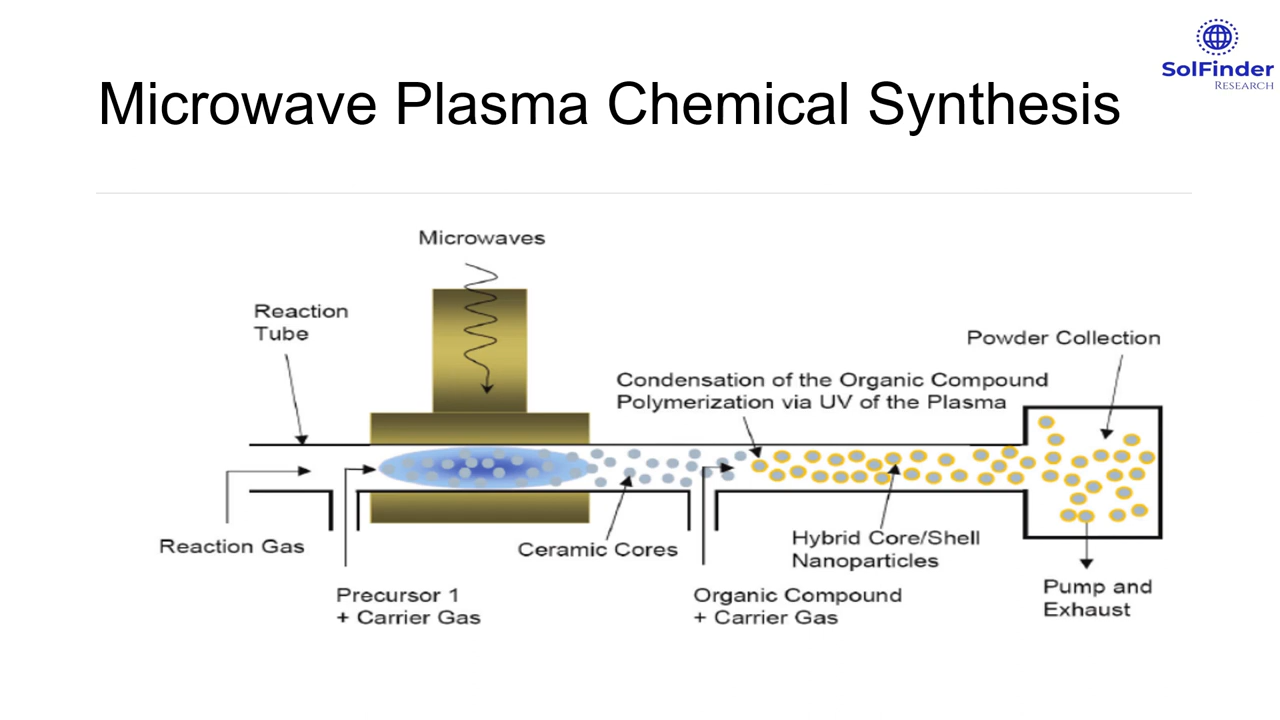 SolFinder
RESEARCH
Microwave Plasma Chemical Synthesis
Microwaves
Reaction
Tube
Powder Collection
Condensation of the Organic Compound
Polymerization via UV of the Plasma
Reaction Gas
Ceramic Cores
Hybrid Core/Shell
Nanoparticles
Precursor 1
+ Carrier Gas
Organic Compound
+ Carrier Gas
Pump and
Exhaust